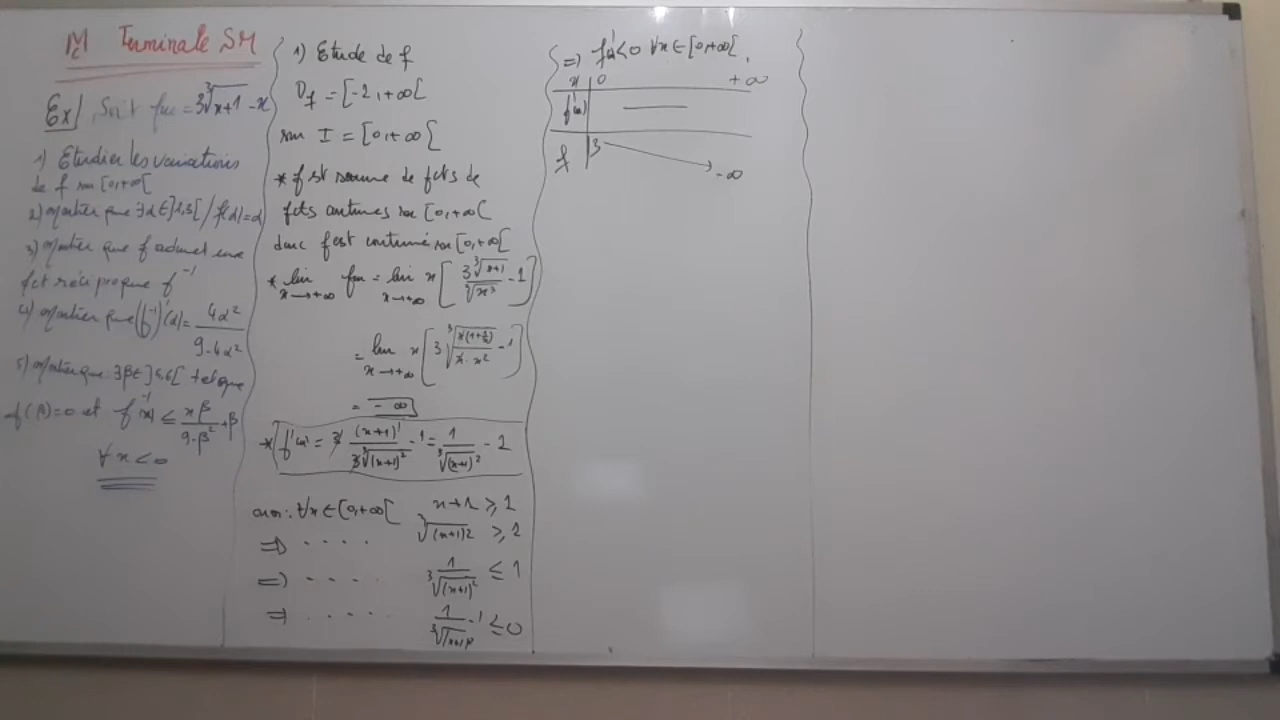 Terminale SM
Ex/ Soit f(x) = 3∛(x+1) - x
1) Etudier les variations
de f sur [0,+∞[
2) Montrer que ∃α∈]2,3[ / f(α)=α
3) Montrer que f admet une
fct réciproque f⁻¹
4) Montrer que (f⁻¹)'(α) = 4α²/(9-4α²)
5) Montrer que ∃β∈]4,6[ tel que
f(β)=0 et f⁻¹(x) ≤ xβ/(9-β²) + β
∀x<0
1) Etude de f
Df = [-1,+∞[
sur I = [0,+∞[
* f est somme de fcts de
fcts continues sur [0,+∞[
donc f est continue sur [0,+∞[
* lim x→+∞ f(x) = lim x→+∞ x[3∛(x+1)/∛x³ - 1]
= lim x→+∞ x[3∛(x(1+1/x)/(x·x²)) - 1]
= -∞
* f'(x) = 3 (x+1)'/(3∛(x+1)²) - 1 = 1/∛(x+1)² - 1
on a : ∀x∈[0,+∞[ x+1 ≥ 1
⇒ .... ∛(x+1)² ≥ 1
⇒ .... 1/∛(x+1)² ≤ 1
⇒ ..... 1/∛(x+1)² - 1 ≤ 0
⇒ f'(x)<0 ∀x∈[0,+∞[.
x 0 +∞
f'(x) —
f 3 -∞